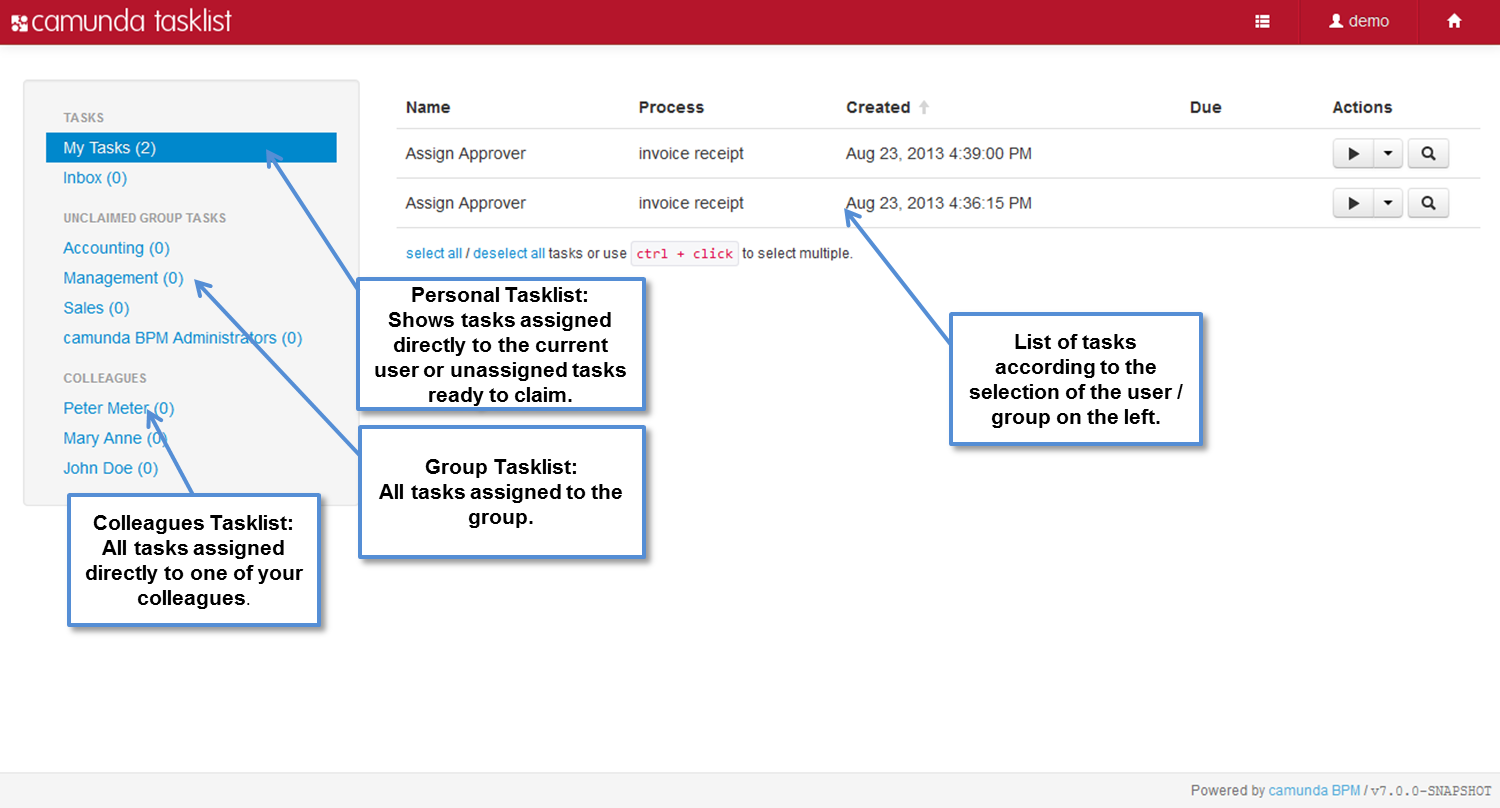 camunda tasklist
demo
TASKS
My Tasks (2)
Inbox (0)
UNCLAIMED GROUP TASKS
Accounting (0)
Management (0)
Sales (0)
camunda BPM Administrators (0)
COLLEAGUES
Peter Meter (0)
Mary Anne (0)
John Doe (0)
Name Process Created Due Actions
Assign Approver invoice receipt Aug 23, 2013 4:39:00 PM
Assign Approver invoice receipt Aug 23, 2013 4:36:15 PM
select all / deselect all tasks or use ctrl + click to select multiple.
Personal Tasklist:
Shows tasks assigned
directly to the current
user or unassigned tasks
ready to claim.
List of tasks
according to the
selection of the user /
group on the left.
Group Tasklist:
All tasks assigned to the
group.
Colleagues Tasklist:
All tasks assigned
directly to one of your
colleagues.
Powered by camunda BPM / v7.0.0-SNAPSHOT